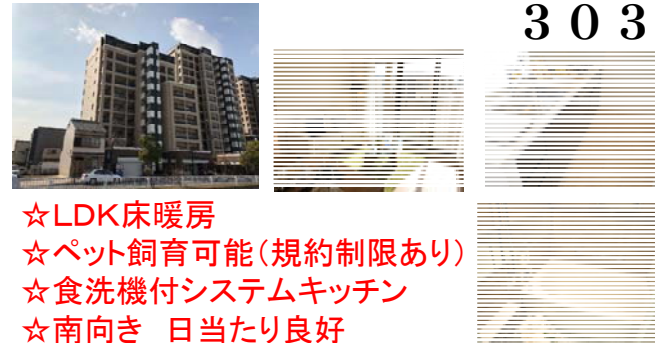 ３０３
☆ＬＤＫ床暖房
☆ペット飼育可能（規約制限あり）
☆食洗機付システムキッチン
☆南向き　日当たり良好